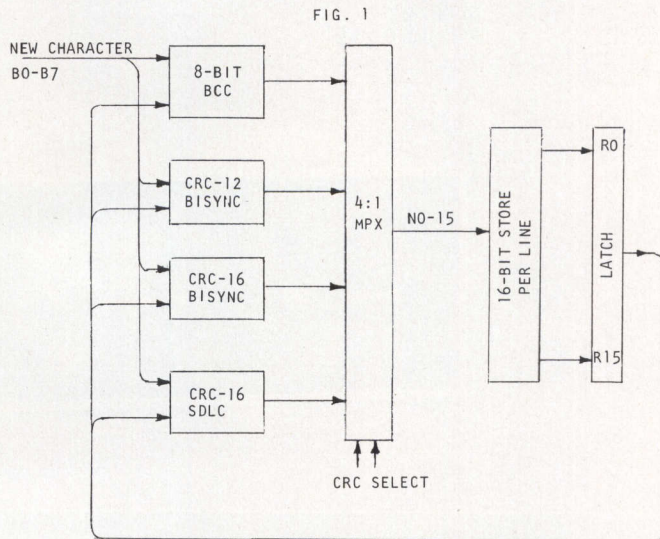 FIG. 1
NEW CHARACTER
B0-B7
8-BIT
BCC
CRC-12
BISYNC
CRC-16
BISYNC
CRC-16
SDLC
4:1
MPX
N0-15
16-BIT STORE
PER LINE
R0
LATCH
R15
CRC SELECT